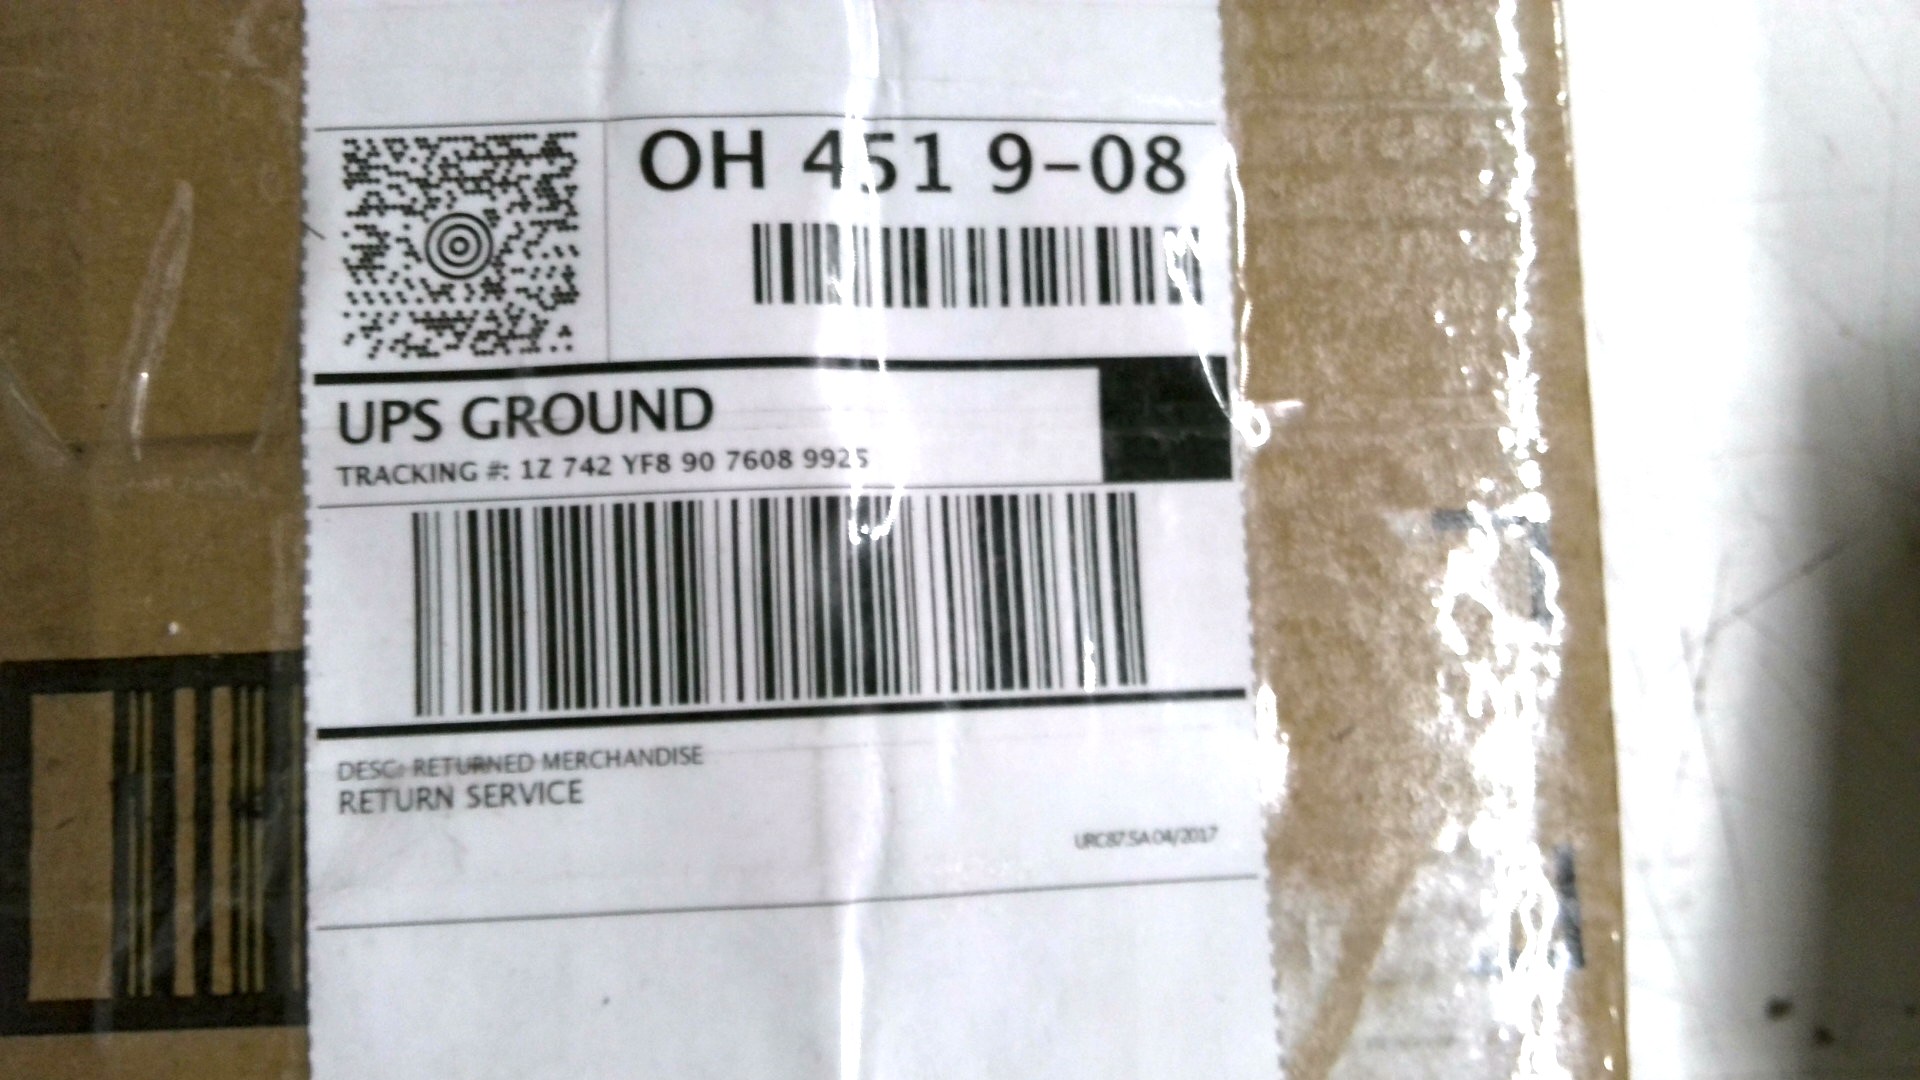 OH 451 9-08
UPS GROUND
TRACKING #: 1Z 742 YF8 90 7608 9925
DESC: RETURNED MERCHANDISE
RETURN SERVICE
URC87.5A 04/2017